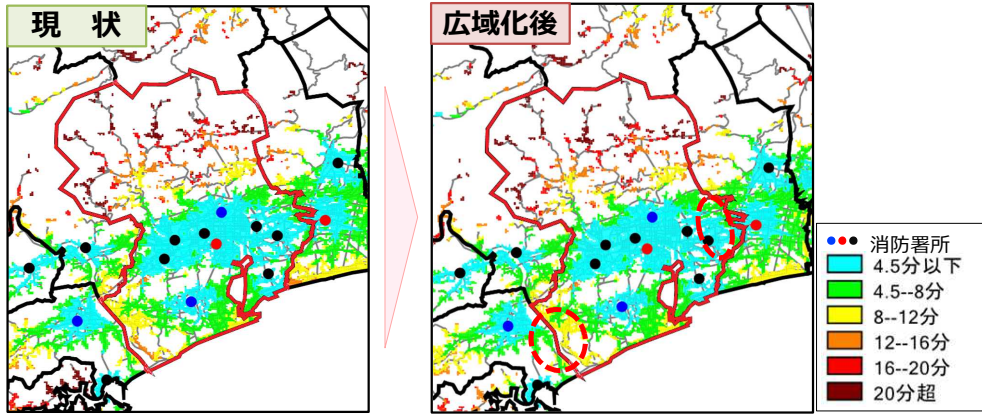 現 状
広域化後
消防署所
4.5分以下
4.5--8分
8--12分
12--16分
16--20分
20分超